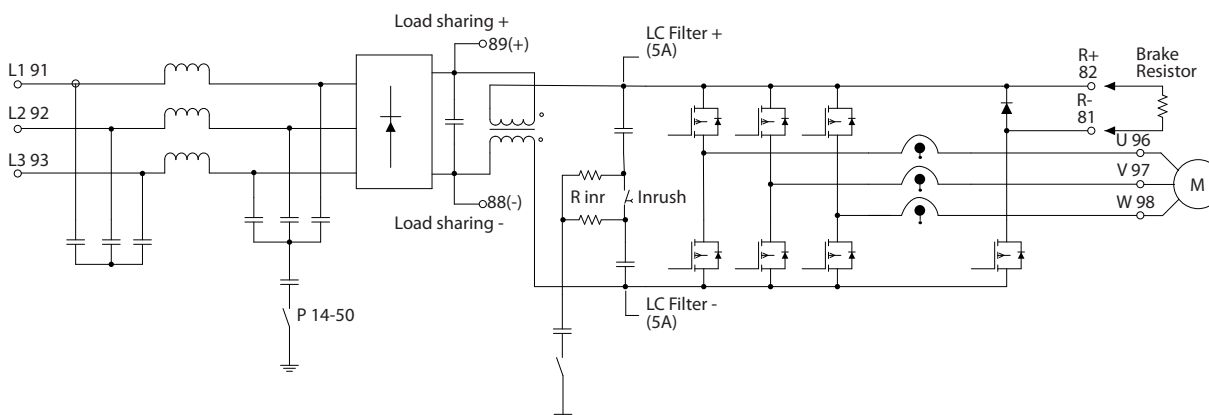 Load sharing +
89(+)
LC Filter +
(5A)
R+
82
Brake
Resistor
R-
81
L1 91
L2 92
L3 93
U 96
V 97
W 98
M
R inr
Inrush
88(-)
Load sharing -
LC Filter -
(5A)
P 14-50